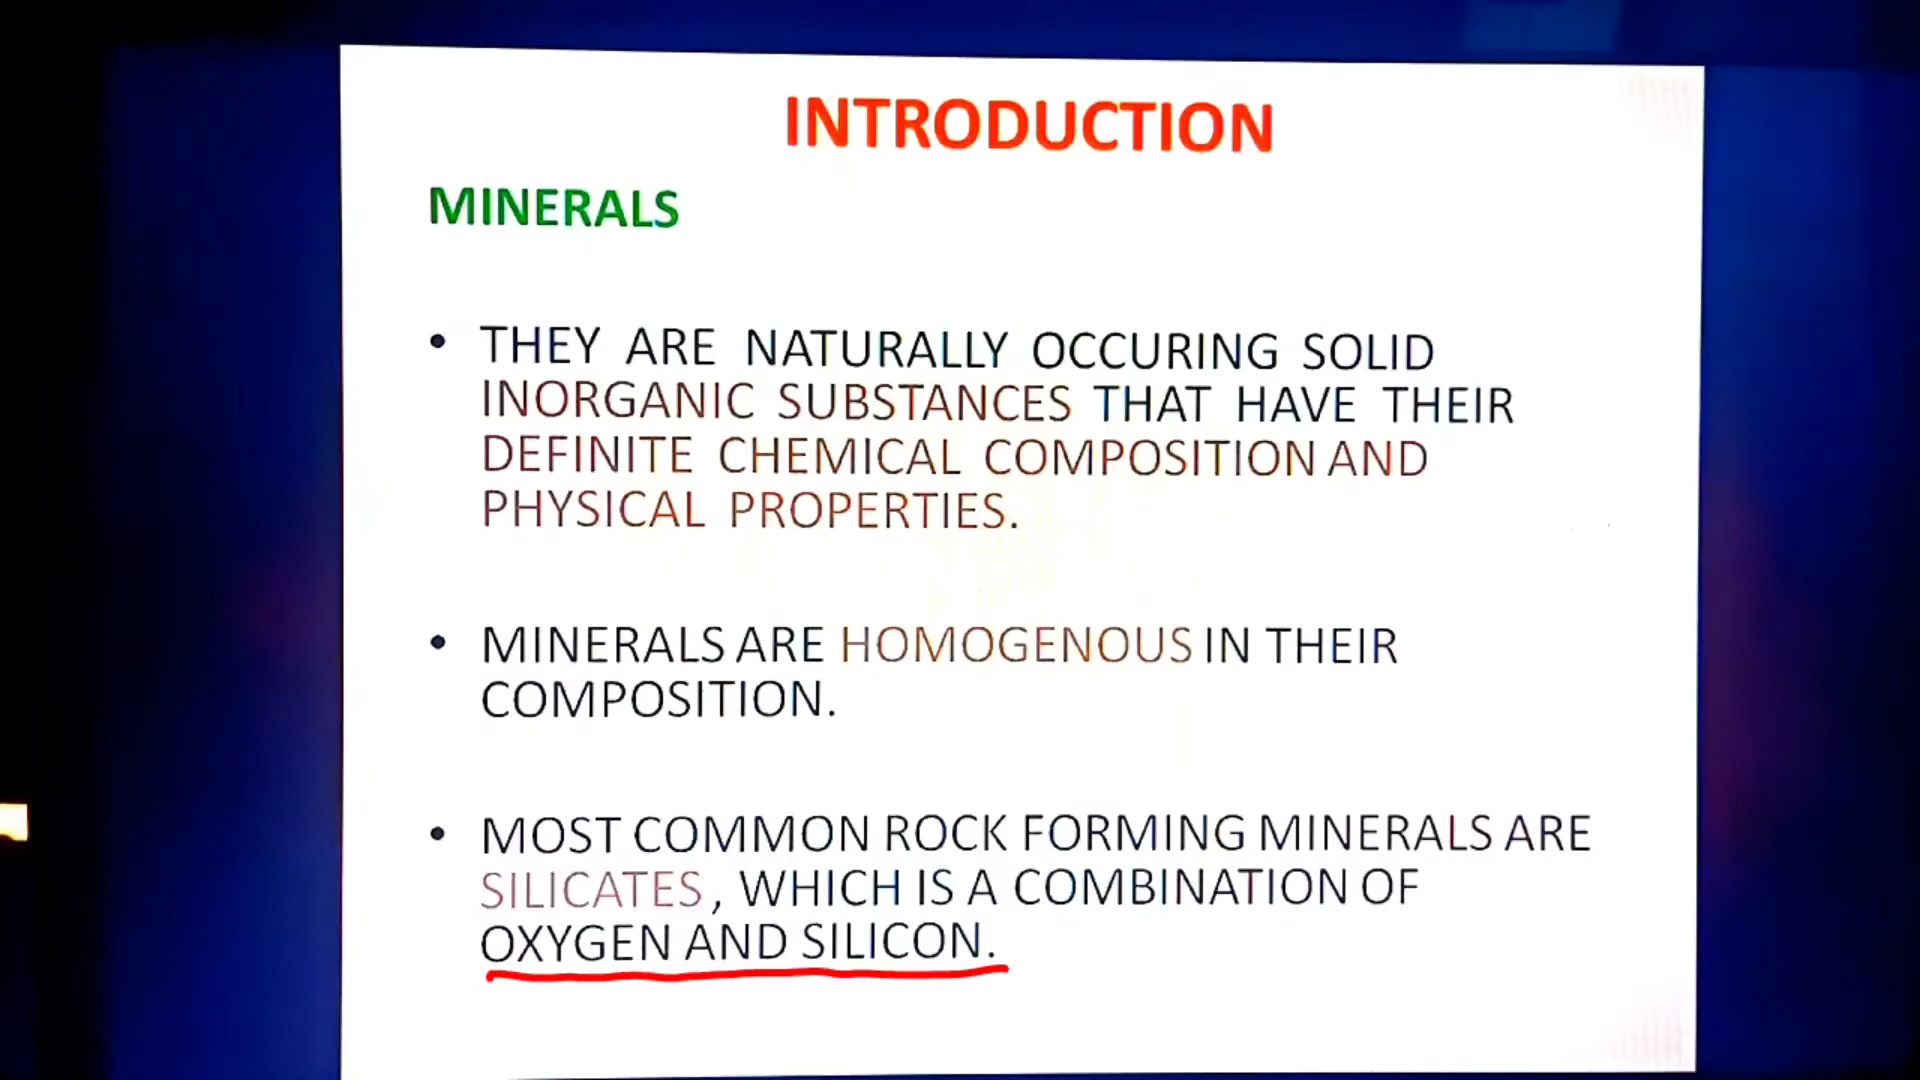 INTRODUCTION
MINERALS
• THEY ARE NATURALLY OCCURING SOLID
INORGANIC SUBSTANCES THAT HAVE THEIR
DEFINITE CHEMICAL COMPOSITION AND
PHYSICAL PROPERTIES.
• MINERALS ARE HOMOGENOUS IN THEIR
COMPOSITION.
• MOST COMMON ROCK FORMING MINERALS ARE
SILICATES, WHICH IS A COMBINATION OF
OXYGEN AND SILICON.